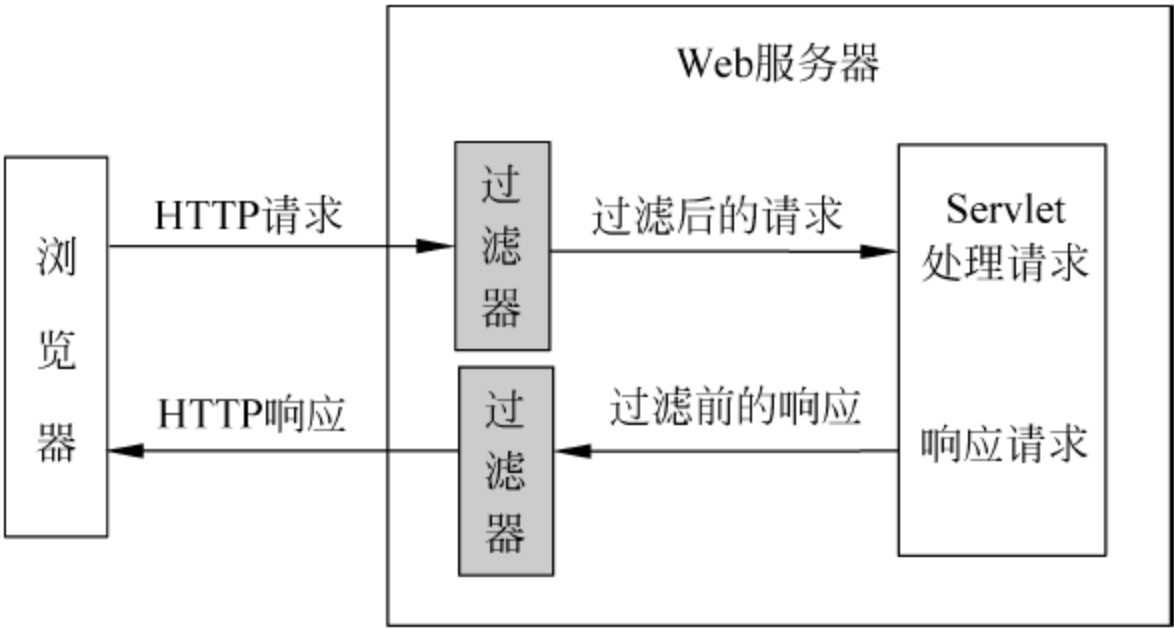 Web服务器
浏览器
HTTP请求
过滤器
过滤后的请求
Servlet
处理请求
HTTP响应
过滤器
过滤前的响应
响应请求